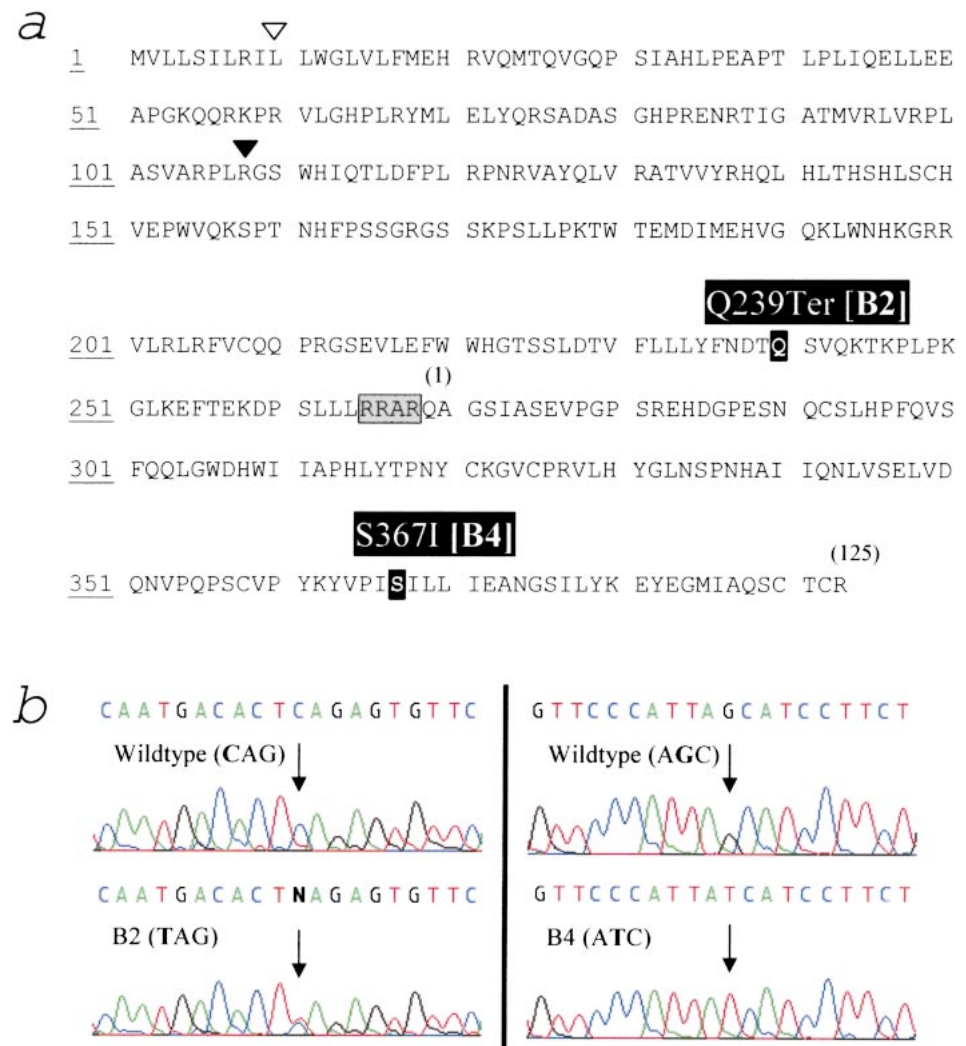 a
1 MVLLSILRIL LWGLVLFMEH RVQMTQVGQP SIAHLPEAPT LPLIQELLEE
51 APGKQQRKPR VLGHPLRYML ELYQRSADAS GHPRENRTIG ATMVRLVRPL
101 ASVARPLRGS WHIQTLDFPL RPNRVAYQLV RATVVYRHQL HLTHSHLSCH
151 VEPWVQKSPT NHFPSSGRGS SKPSLLPKTW TEMDIMEHVG QKLWNHKGRR
Q239Ter [B2]
201 VLRLRFVCQQ PRGSEVLEFW WHGTSSLDTV FLLLYFNDTQ SVQKTKPLPK
(1)
251 GLKEFTEKDP SLLLRRARQA GSIASEVPGP SREHDGPESN QCSLHPFQVS
301 FQQLGWDHWI IAPHLYTPNY CKGVCPRVLH YGLNSPNHAI IQNLVSELVD
S367I [B4]
(125)
351 QNVPQPSCVP YKYVPISILL IEANGSILYK EYEGMIAQSC TCR
b
CAATGACACTCAGAGTGTTC
Wildtype (CAG)
CAATGACACTNAGAGTGTTC
B2 (TAG)
GTTCCCATTAGCATCCTTCT
Wildtype (AGC)
GTTCCCATTATCATCCTTCT
B4 (ATC)